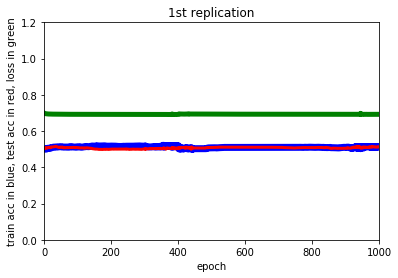 1st replication
train acc in blue, test acc in red, loss in green
1.2
1.0
0.8
0.6
0.4
0.2
0.0
0 200 400 600 800 1000
epoch